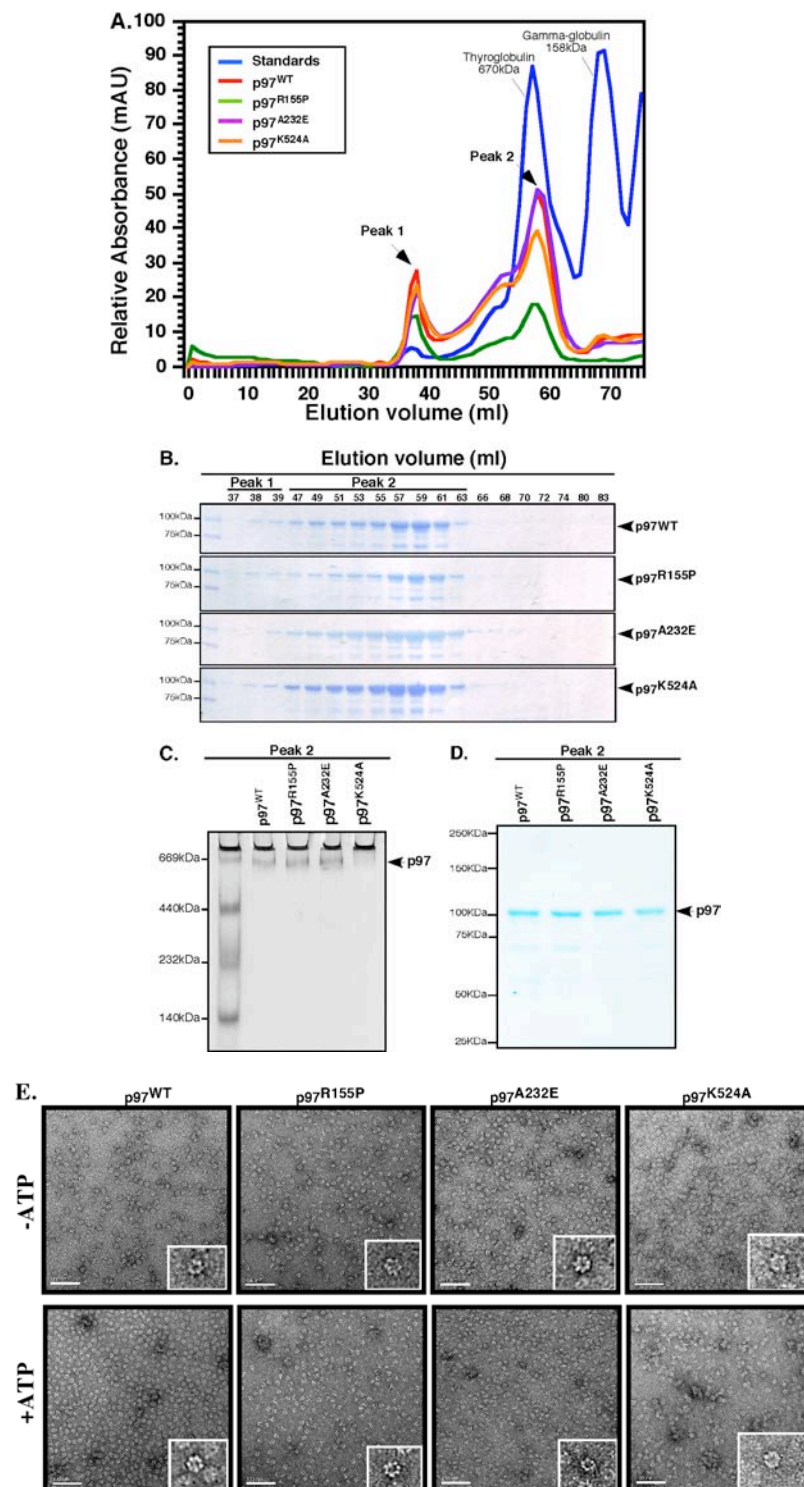 A.
100
90
80
70
60
50
40
30
20
10
0
Relative Absorbance (mAU)
Standards
p97WT
p97R155P
p97A232E
p97K524A
Thyroglobulin
670kDa
Gamma-globulin
158kDa
Peak 1
Peak 2
0 10 20 30 40 50 60 70
Elution volume (ml)
B. Elution volume (ml)
Peak 1 Peak 2
37 38 39 47 49 51 53 55 57 59 61 63 66 68 70 72 74 80 83
100kDa
75kDa
p97WT
100kDa
75kDa
p97R155P
100kDa
75kDa
p97A232E
100kDa
75kDa
p97K524A
C. Peak 2
p97WT
p97R155P
p97A232E
p97K524A
669kDa
440kDa
232kDa
140kDa
p97
D. Peak 2
p97WT
p97R155P
p97A232E
p97K524A
250KDa
150KDa
100KDa
75KDa
50KDa
25KDa
p97
E.
p97WT p97R155P p97A232E p97K524A
-ATP
+ATP